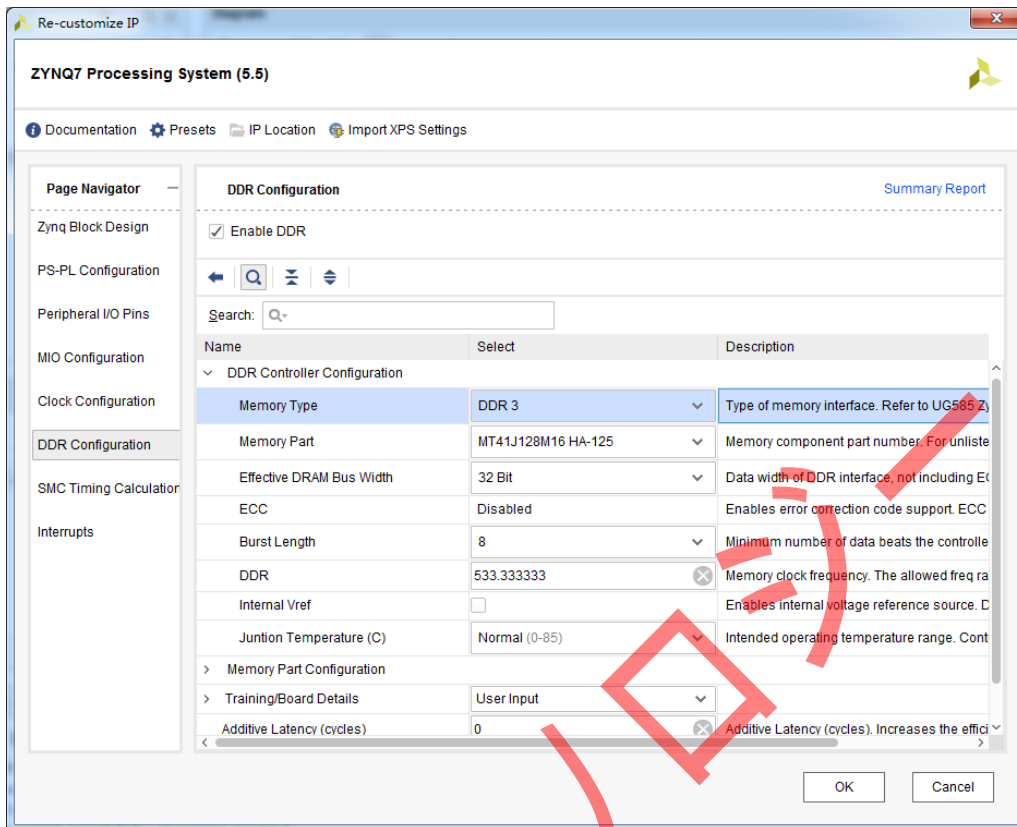 Re-customize IP
ZYNQ7 Processing System (5.5)
Documentation Presets IP Location Import XPS Settings
Page Navigator
Zynq Block Design
PS-PL Configuration
Peripheral I/O Pins
MIO Configuration
Clock Configuration
DDR Configuration
SMC Timing Calculation
Interrupts
DDR Configuration Summary Report
Enable DDR
Search:
Name Select Description
DDR Controller Configuration
Memory Type DDR 3 Type of memory interface. Refer to UG585 Zy
Memory Part MT41J128M16 HA-125 Memory component part number. For unliste
Effective DRAM Bus Width 32 Bit Data width of DDR interface, not including E
ECC Disabled Enables error correction code support. ECC
Burst Length 8 Minimum number of data beats the controlle
DDR 533.333333 Memory clock frequency. The allowed freq ra
Internal Vref Enables internal voltage reference source. D
Juntion Temperature (C) Normal (0-85) Intended operating temperature range. Cont
Memory Part Configuration
Training/Board Details User Input
Additive Latency (cycles) 0 Additive Latency (cycles). Increases the effici
OK Cancel
ロジー